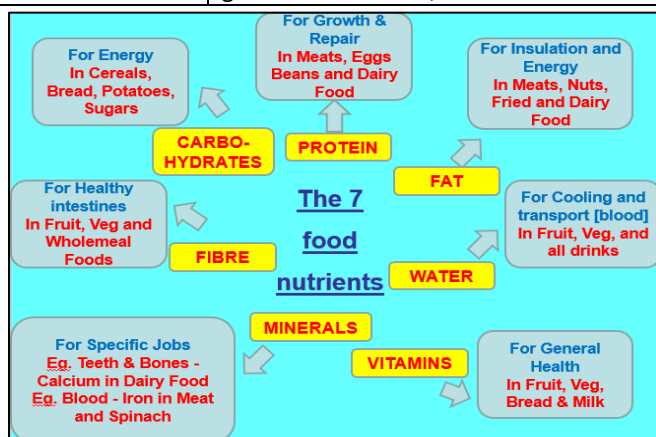 For Energy
In Cereals,
Bread, Potatoes,
Sugars
For Growth &
Repair
In Meats, Eggs
Beans and Dairy
Food
For Insulation and
Energy
In Meats, Nuts,
Fried and Dairy
Food
CARBO-
HYDRATES
PROTEIN
FAT
For Healthy
intestines
In Fruit, Veg and
Wholemeal
Foods
FIBRE
The 7
food
nutrients
WATER
For Cooling and
transport [blood]
In Fruit, Veg, and
all drinks
MINERALS
VITAMINS
For Specific Jobs
Eg. Teeth & Bones -
Calcium in Dairy Food
Eg. Blood - Iron in Meat
and Spinach
For General
Health
In Fruit, Veg,
Bread & Milk